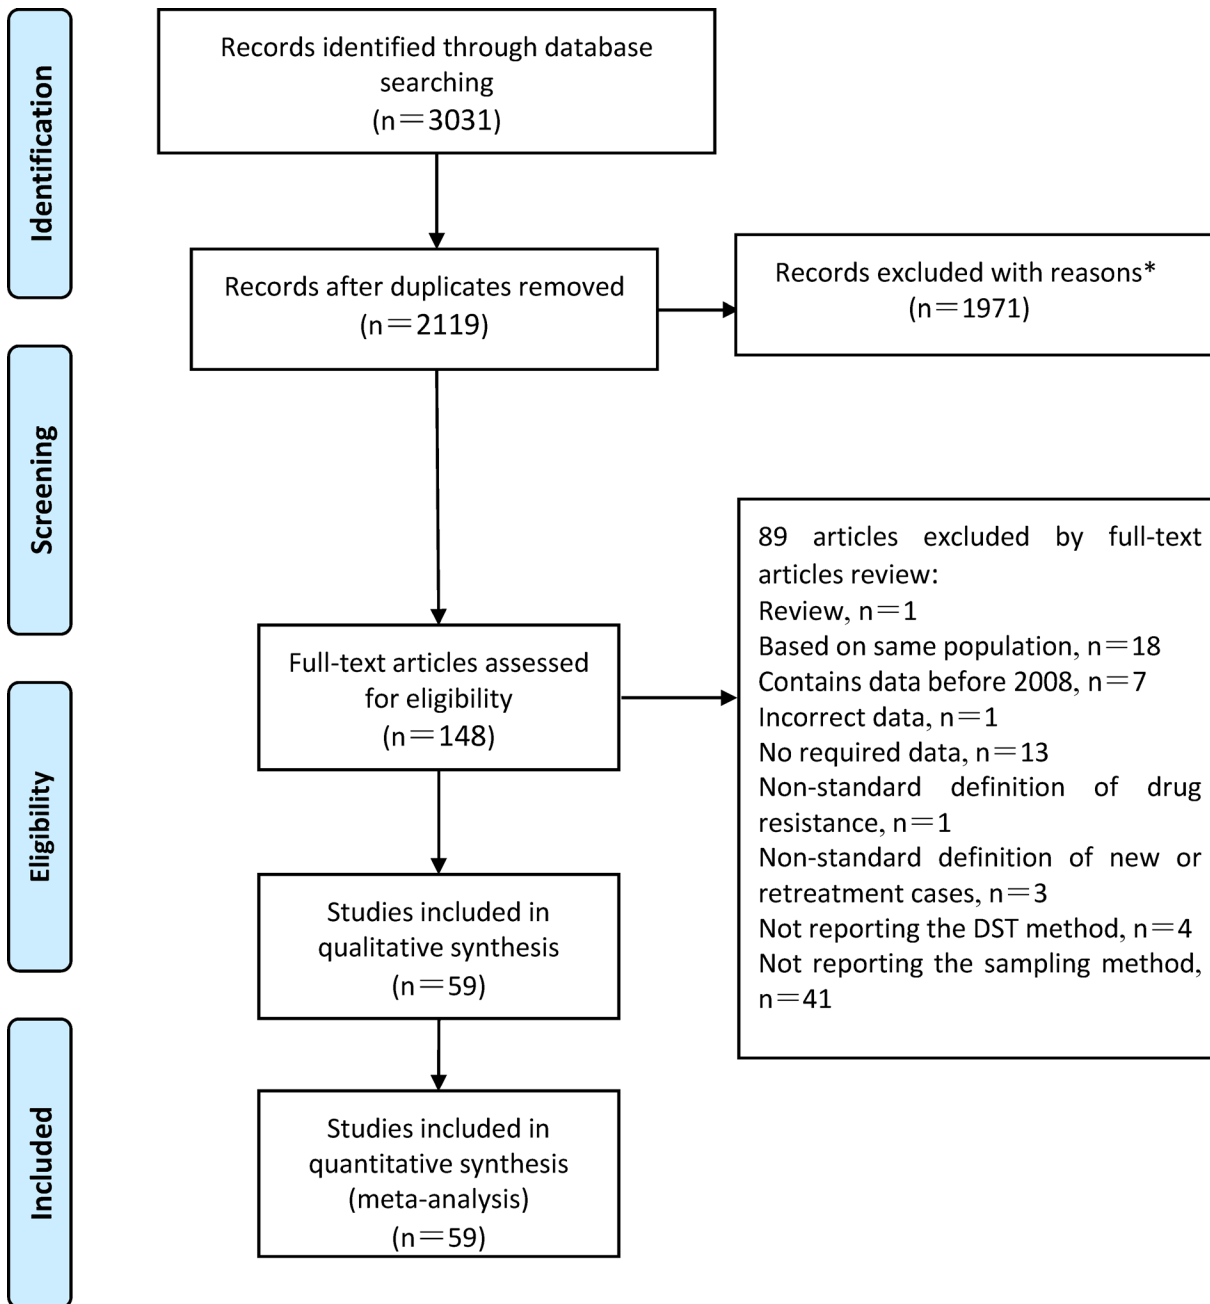 Identification
Records identified through database
searching
(n＝3031)
Records after duplicates removed
(n＝2119)
Records excluded with reasons*
(n＝1971)
Screening
89 articles excluded by full-text
articles review:
Review, n＝1
Based on same population, n＝18
Contains data before 2008, n＝7
Incorrect data, n＝1
No required data, n＝13
Non-standard definition of drug
resistance, n＝1
Non-standard definition of new or
retreatment cases, n＝3
Not reporting the DST method, n＝4
Not reporting the sampling method,
n＝41
Full-text articles assessed
for eligibility
(n＝148)
Eligibility
Studies included in
qualitative synthesis
(n＝59)
Included
Studies included in
quantitative synthesis
(meta-analysis)
(n＝59)